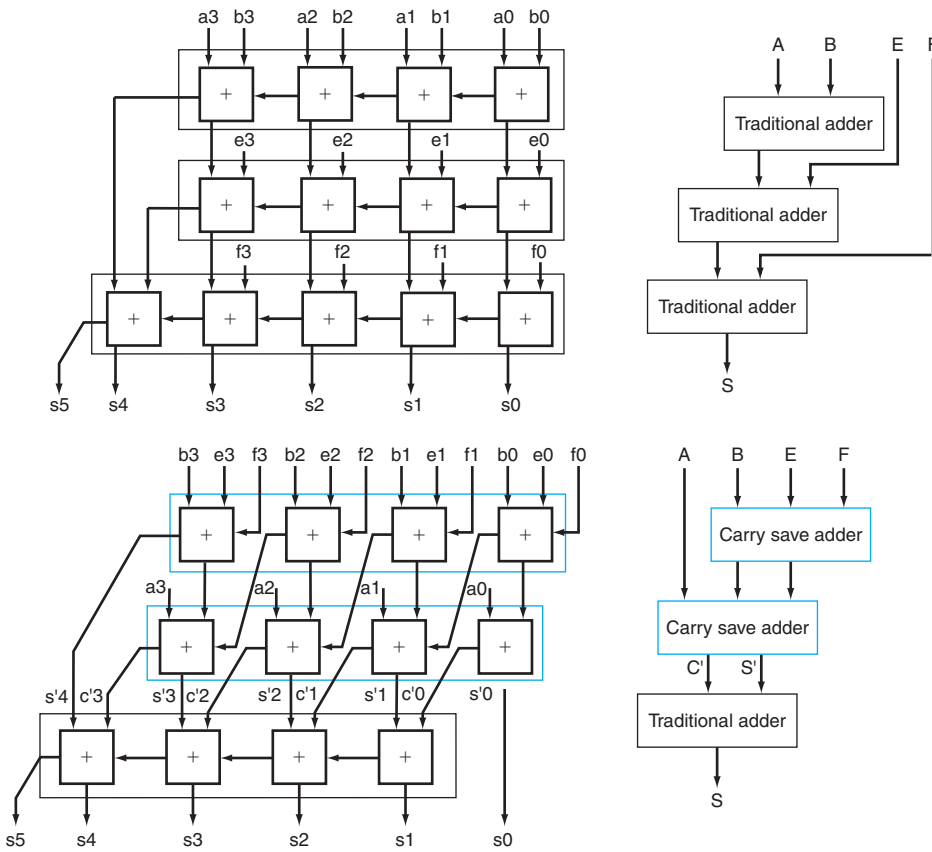 a3 b3 a2 b2 a1 b1 a0 b0
+ + + +
e3 e2 e1 e0
+ + + +
f3 f2 f1 f0
+ + + + +
s5 s4 s3 s2 s1 s0
A B E F
Traditional adder
Traditional adder
Traditional adder
S
b3 e3 f3 b2 e2 f2 b1 e1 f1 b0 e0 f0
+ + + +
a3 a2 a1 a0
+ + + +
s'4 c'3 s'3 c'2 s'2 c'1 s'1 c'0 s'0
+ + + +
s5 s4 s3 s2 s1 s0
A B E F
Carry save adder
Carry save adder
C' S'
Traditional adder
S